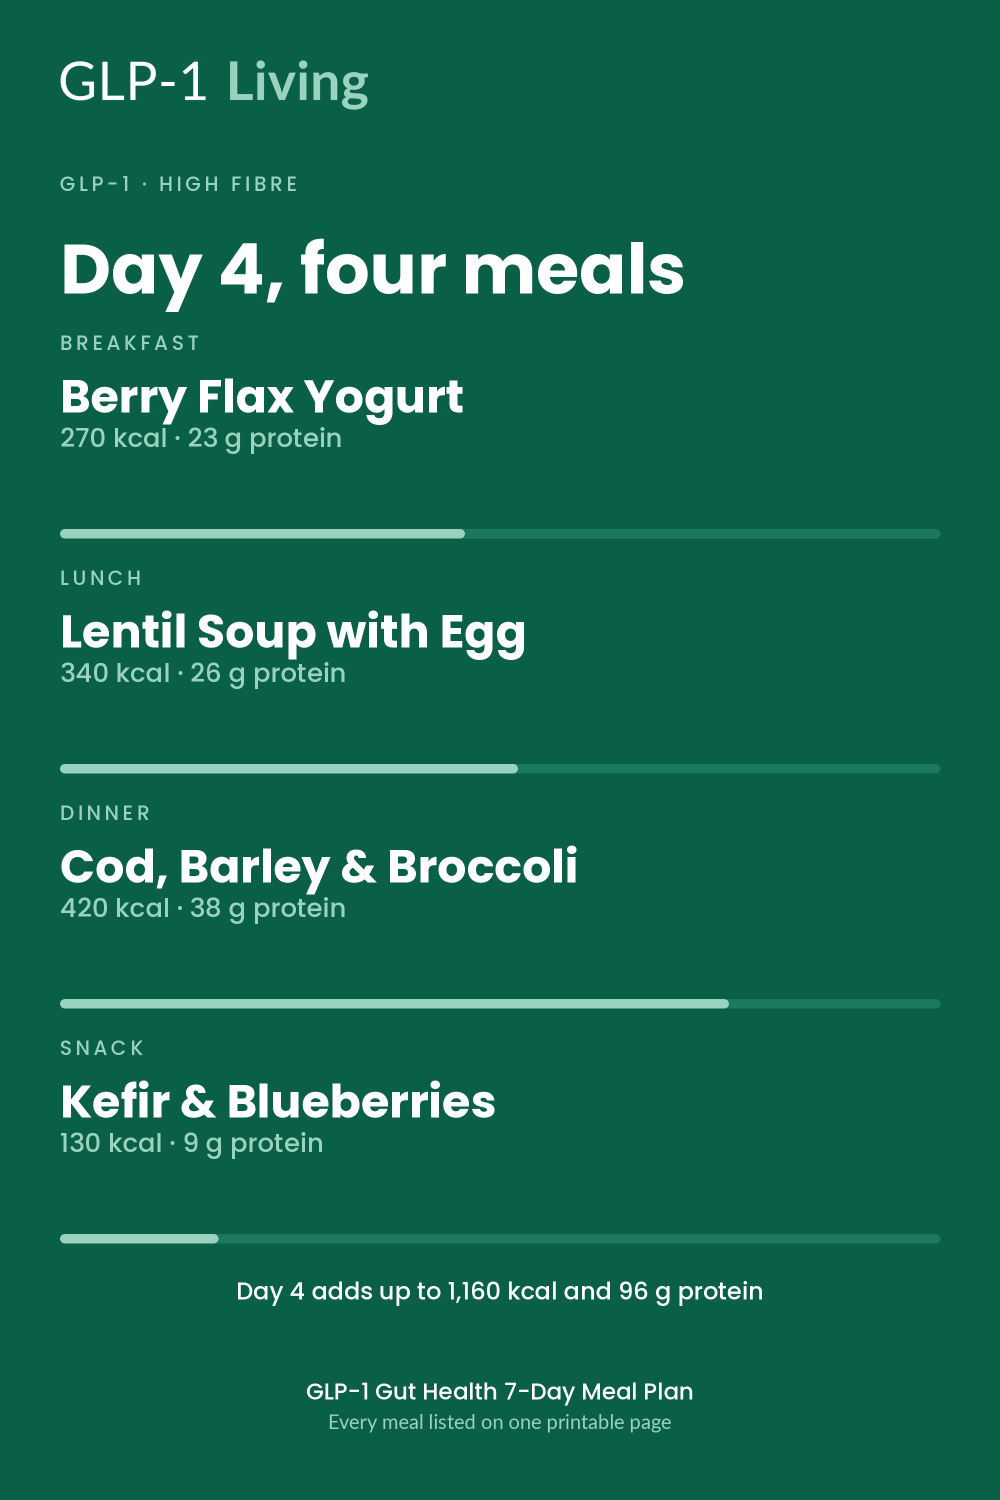 GLP-1 Living
GLP-1 · HIGH FIBRE
Day 4, four meals
BREAKFAST
Berry Flax Yogurt
270 kcal · 23 g protein
LUNCH
Lentil Soup with Egg
340 kcal · 26 g protein
DINNER
Cod, Barley & Broccoli
420 kcal · 38 g protein
SNACK
Kefir & Blueberries
130 kcal · 9 g protein
Day 4 adds up to 1,160 kcal and 96 g protein
GLP-1 Gut Health 7-Day Meal Plan
Every meal listed on one printable page